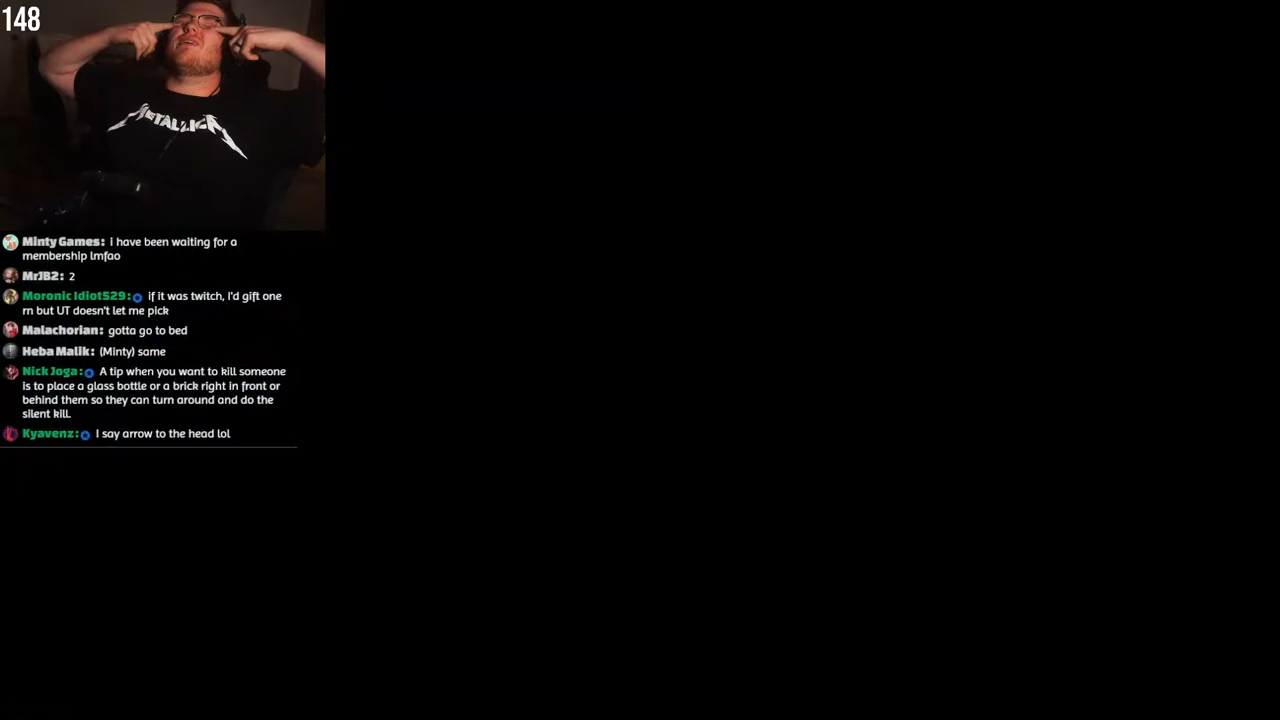 148
METALLICA
Minty Games: i have been waiting for a
membership lmfao
MrJB2: 2
Moronic Idiot529: if it was twitch, I'd gift one
rn but UT doesn't let me pick
Malachorian: gotta go to bed
Heba Malik: (Minty) same
Nick Joga: A tip when you want to kill someone
is to place a glass bottle or a brick right in front or
behind them so they can turn around and do the
silent kill.
Kyavenz: I say arrow to the head lol